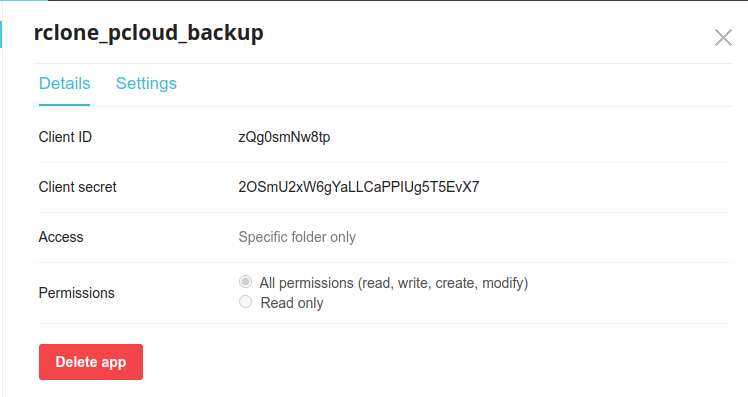 rclone_pcloud_backup
Details Settings
Client ID zQg0smNw8tp
Client secret 2OSmU2xW6gYaLLCaPPIUg5T5EvX7
Access Specific folder only
Permissions All permissions (read, write, create, modify)
Read only
Delete app